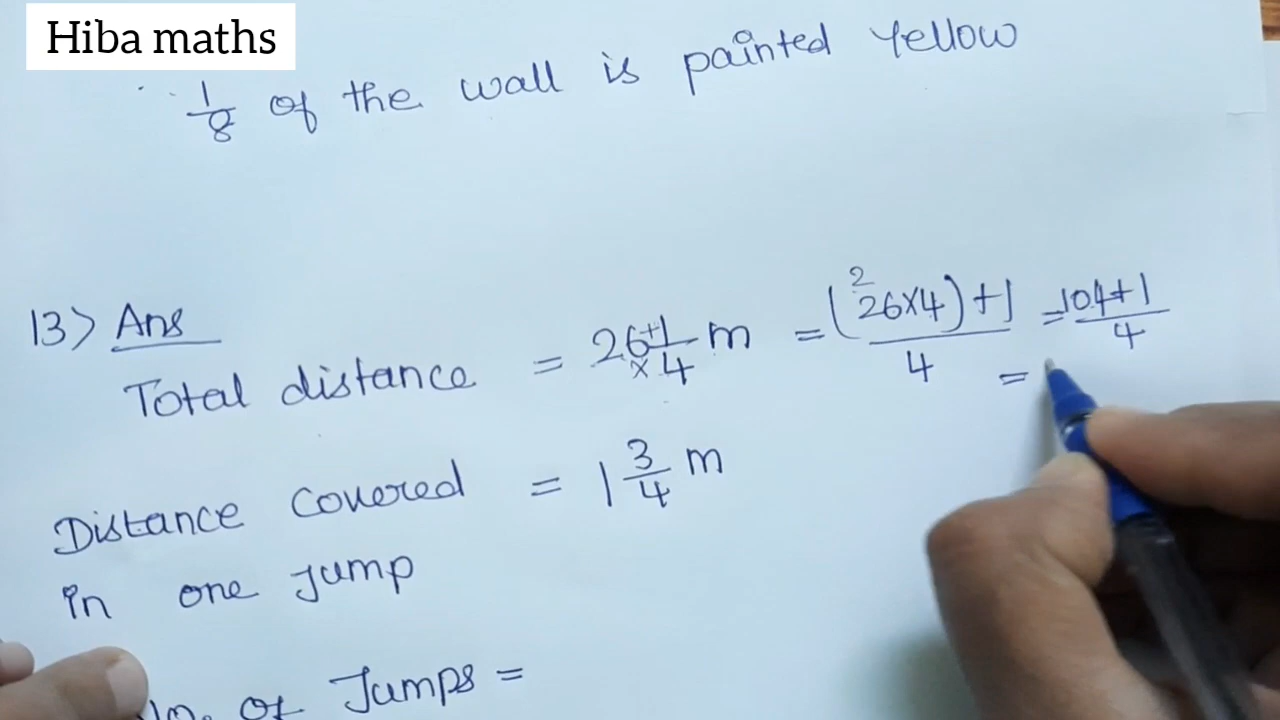 Hiba maths
1/8 of the wall is painted Yellow
13) Ans
Total distance = 26 1/4 m = (26×4)+1/4 = 104+1/4
=
Distance covered = 1 3/4 m
in one jump
No. of Jumps =